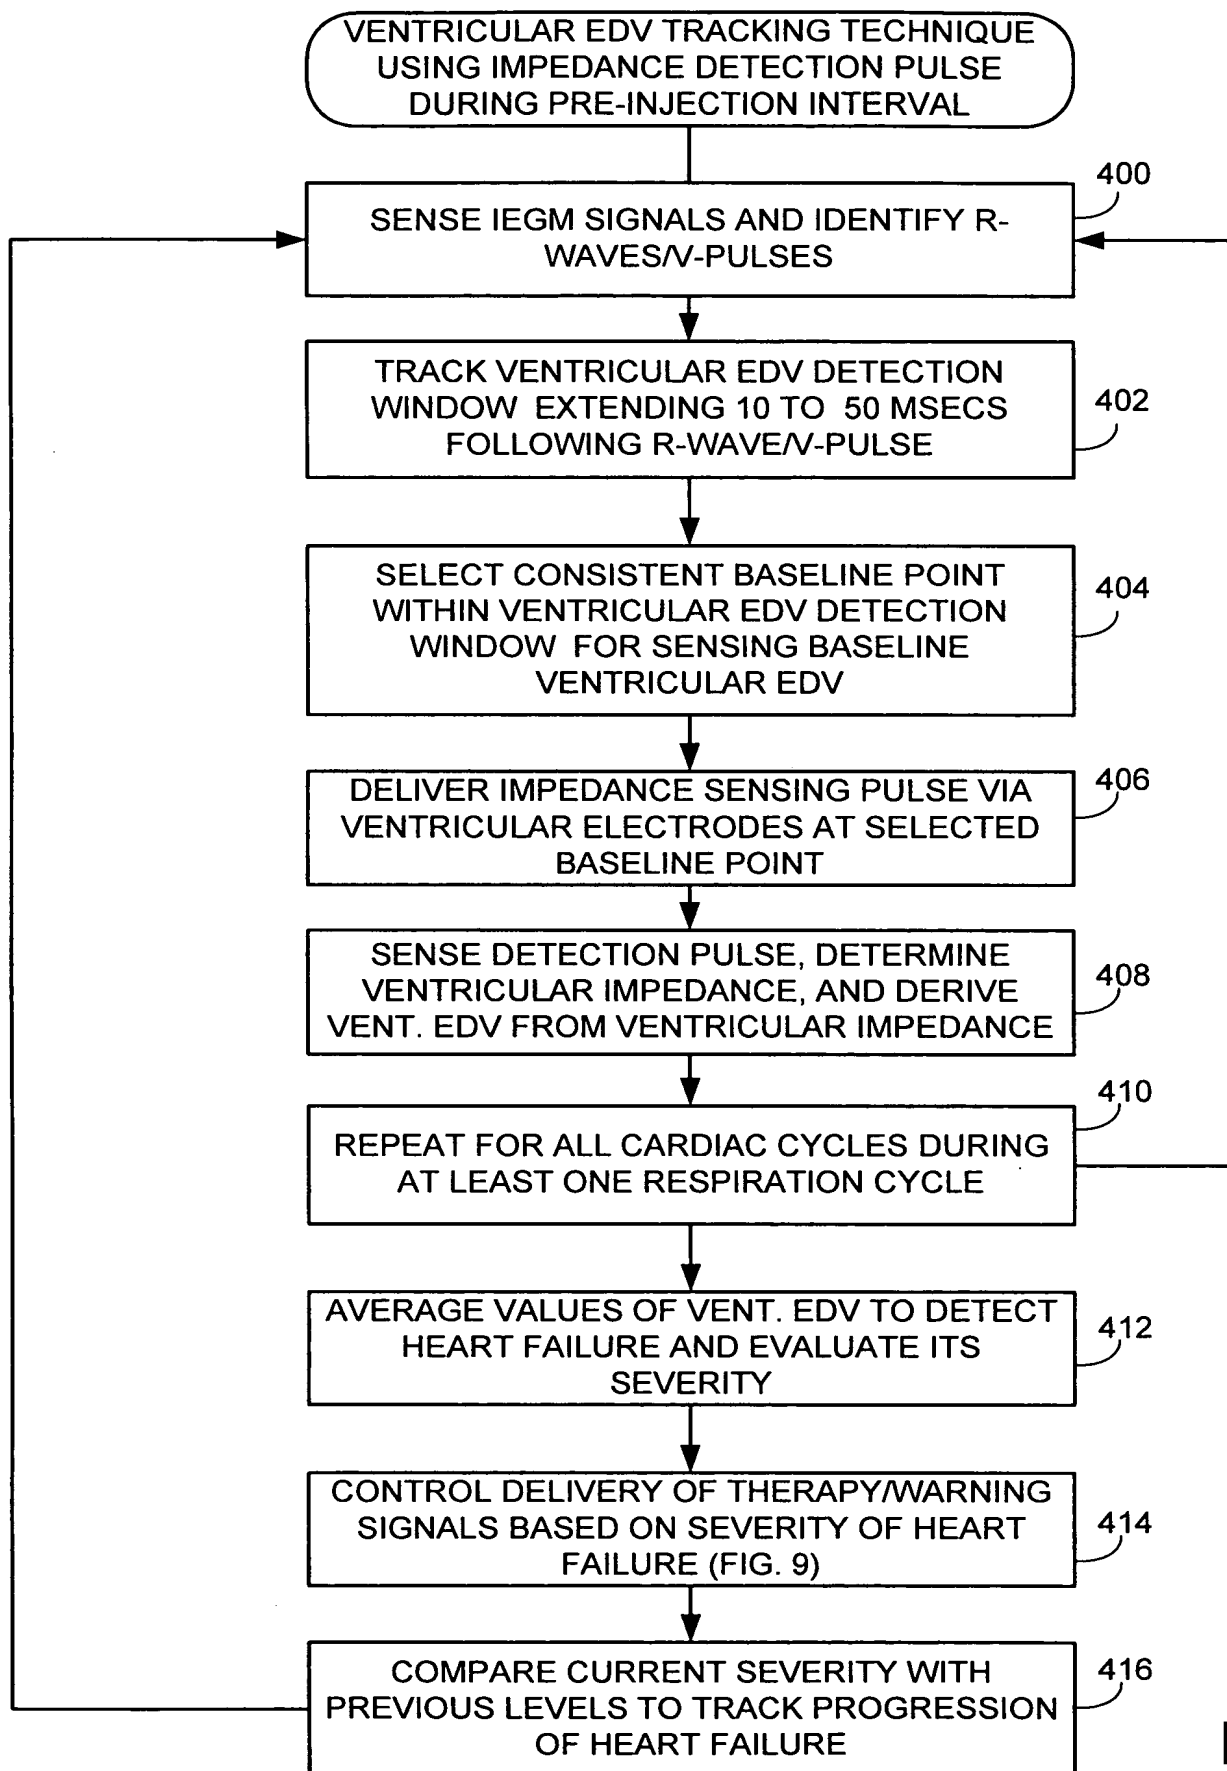 VENTRICULAR EDV TRACKING TECHNIQUE
USING IMPEDANCE DETECTION PULSE
DURING PRE-INJECTION INTERVAL
400
SENSE IEGM SIGNALS AND IDENTIFY R-
WAVES/V-PULSES
TRACK VENTRICULAR EDV DETECTION
WINDOW EXTENDING 10 TO 50 MSECS
FOLLOWING R-WAVE/V-PULSE
402
SELECT CONSISTENT BASELINE POINT
WITHIN VENTRICULAR EDV DETECTION
WINDOW FOR SENSING BASELINE
VENTRICULAR EDV
404
DELIVER IMPEDANCE SENSING PULSE VIA
VENTRICULAR ELECTRODES AT SELECTED
BASELINE POINT
406
SENSE DETECTION PULSE, DETERMINE
VENTRICULAR IMPEDANCE, AND DERIVE
VENT. EDV FROM VENTRICULAR IMPEDANCE
408
410
REPEAT FOR ALL CARDIAC CYCLES DURING
AT LEAST ONE RESPIRATION CYCLE
AVERAGE VALUES OF VENT. EDV TO DETECT
HEART FAILURE AND EVALUATE ITS
SEVERITY
412
CONTROL DELIVERY OF THERAPY/WARNING
SIGNALS BASED ON SEVERITY OF HEART
FAILURE (FIG. 9)
414
COMPARE CURRENT SEVERITY WITH
PREVIOUS LEVELS TO TRACK PROGRESSION
OF HEART FAILURE
416